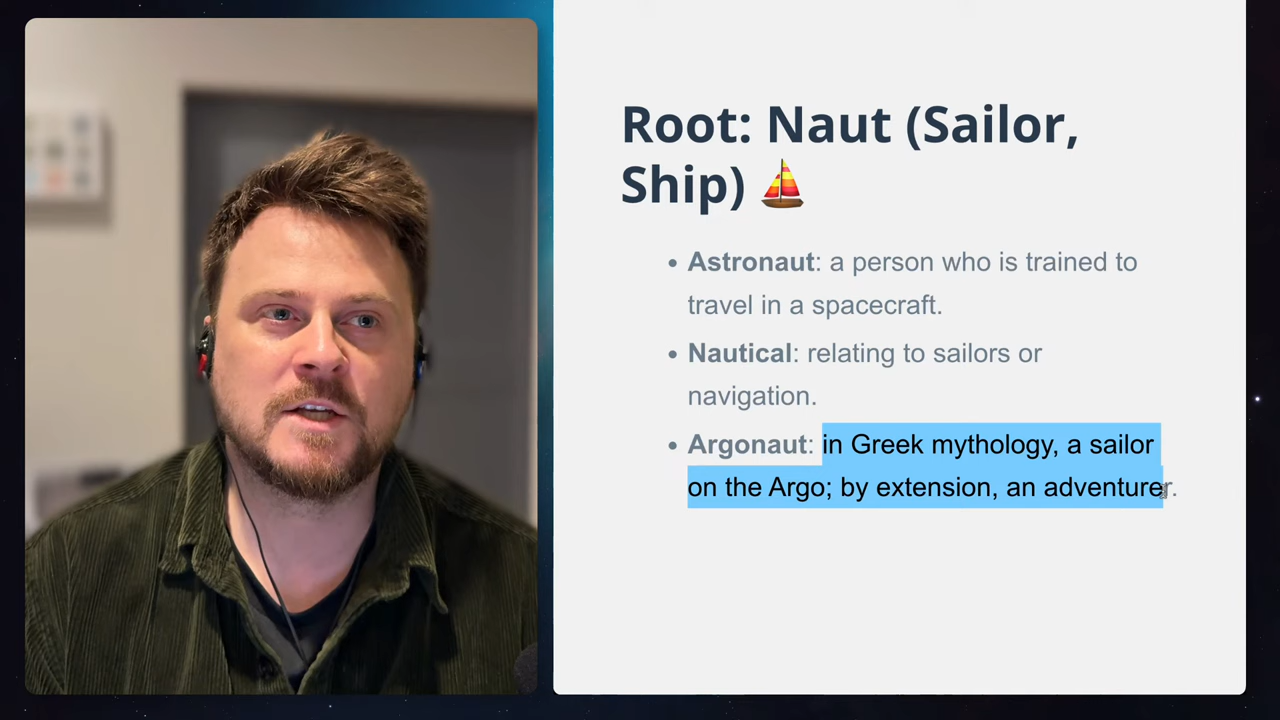 Root: Naut (Sailor,
Ship) ⛵
• Astronaut: a person who is trained to
travel in a spacecraft.
• Nautical: relating to sailors or
navigation.
• Argonaut: in Greek mythology, a sailor
on the Argo; by extension, an adventurer.